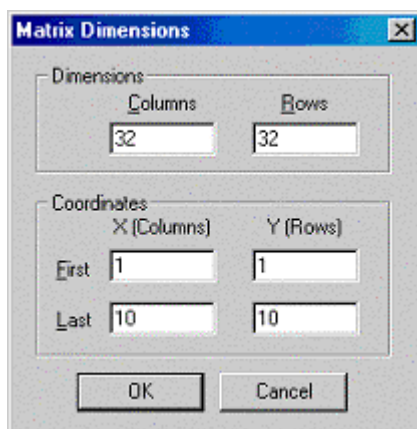 Matrix Dimensions
Dimensions
Columns Rows
32 32
Coordinates
X (Columns) Y (Rows)
First 1 1
Last 10 10
OK Cancel